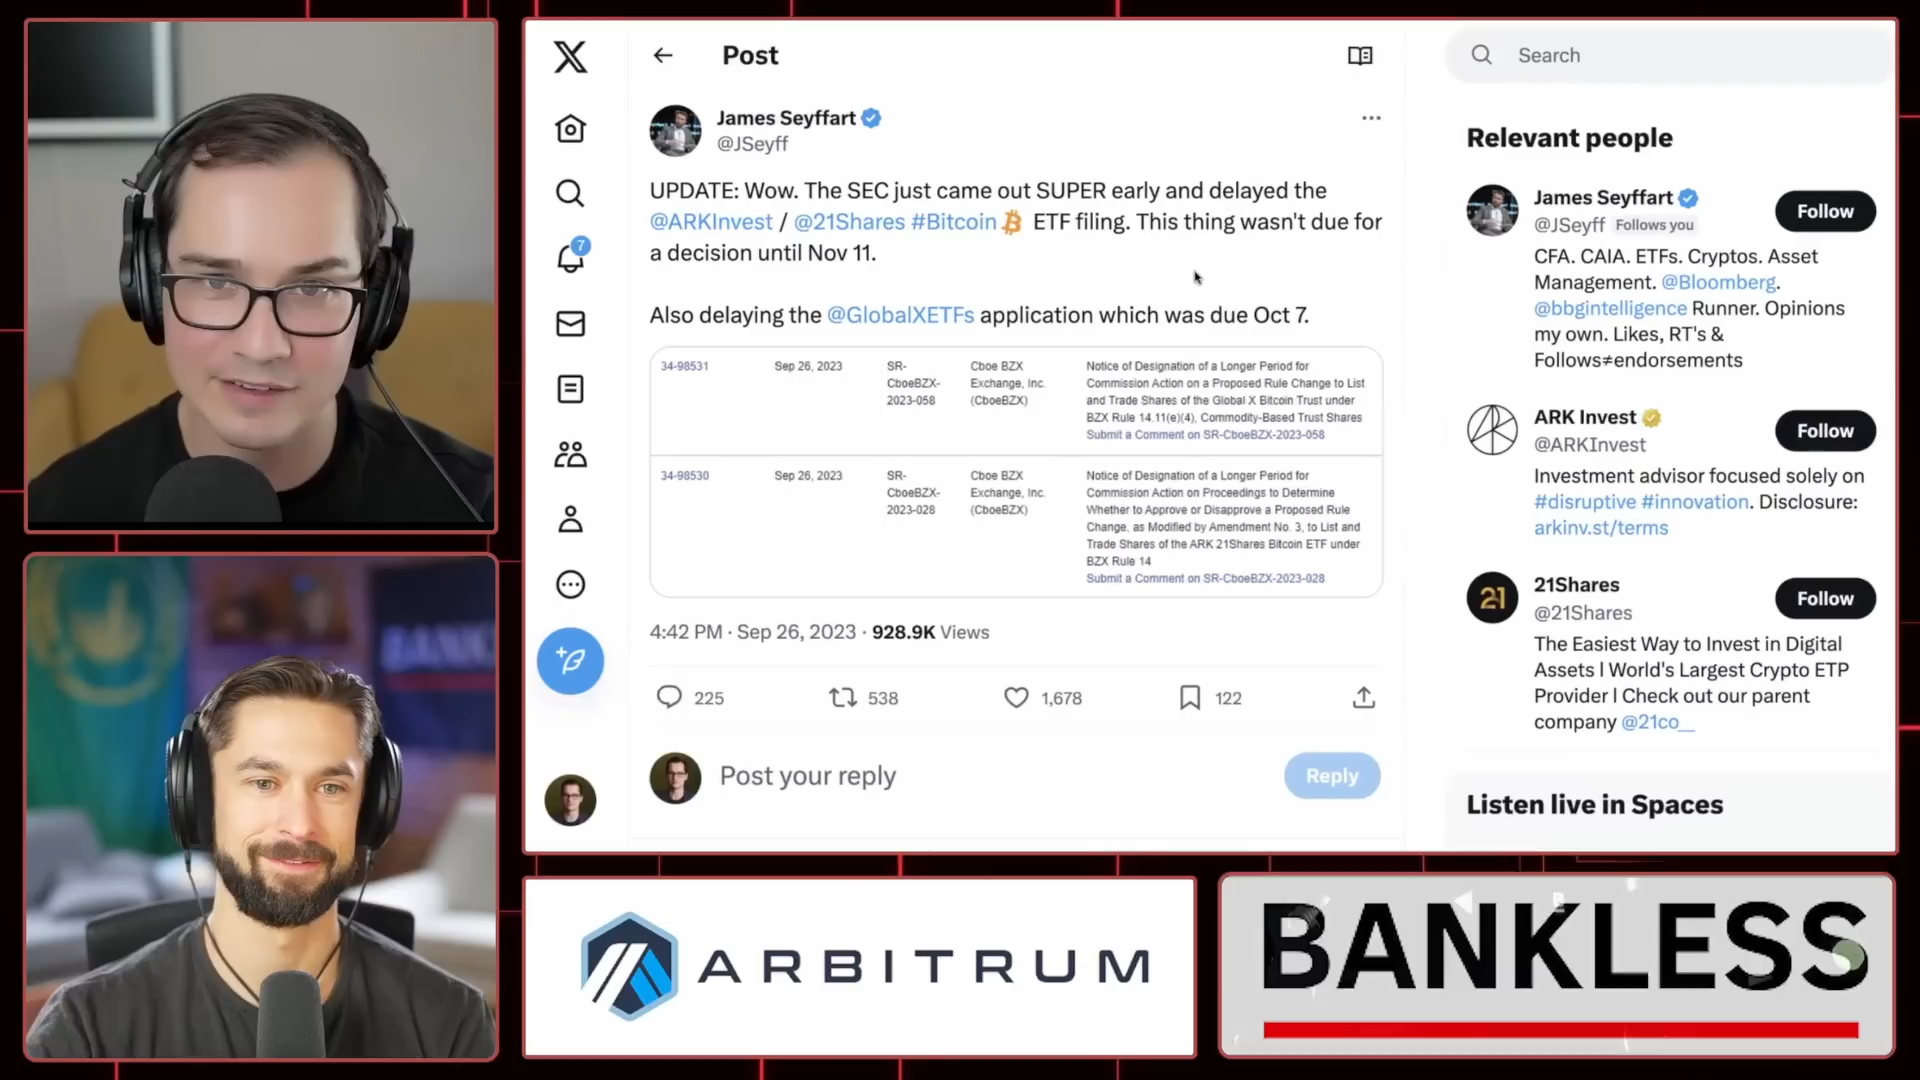 Post
Search
James Seyffart
@JSeyff
UPDATE: Wow. The SEC just came out SUPER early and delayed the
@ARKInvest / @21Shares #Bitcoin ETF filing. This thing wasn't due for
a decision until Nov 11.
Also delaying the @GlobalXETFs application which was due Oct 7.
34-98531
Sep 26, 2023
SR-
CboeBZX-
2023-058
Cboe BZX
Exchange, Inc.
(CboeBZX)
Notice of Designation of a Longer Period for
Commission Action on a Proposed Rule Change to List
and Trade Shares of the Global X Bitcoin Trust under
BZX Rule 14.11(e)(4), Commodity-Based Trust Shares
Submit a Comment on SR-CboeBZX-2023-058
34-98530
Sep 26, 2023
SR-
CboeBZX-
2023-028
Cboe BZX
Exchange, Inc.
(CboeBZX)
Notice of Designation of a Longer Period for
Commission Action on Proceedings to Determine
Whether to Approve or Disapprove a Proposed Rule
Change, as Modified by Amendment No. 3, to List and
Trade Shares of the ARK 21Shares Bitcoin ETF under
BZX Rule 14
Submit a Comment on SR-CboeBZX-2023-028
4:42 PM · Sep 26, 2023 · 928.9K Views
225
538
1,678
122
Post your reply
Reply
7
Relevant people
James Seyffart
@JSeyff Follows you
Follow
CFA. CAIA. ETFs. Cryptos. Asset
Management. @Bloomberg.
@bbgintelligence Runner. Opinions
my own. Likes, RT's &
Follows≠endorsements
ARK Invest
@ARKInvest
Follow
Investment advisor focused solely on
#disruptive #innovation. Disclosure:
arkinv.st/terms
21
21Shares
@21Shares
Follow
The Easiest Way to Invest in Digital
Assets | World's Largest Crypto ETP
Provider | Check out our parent
company @21co__
Listen live in Spaces
ARBITRUM
BANKLESS